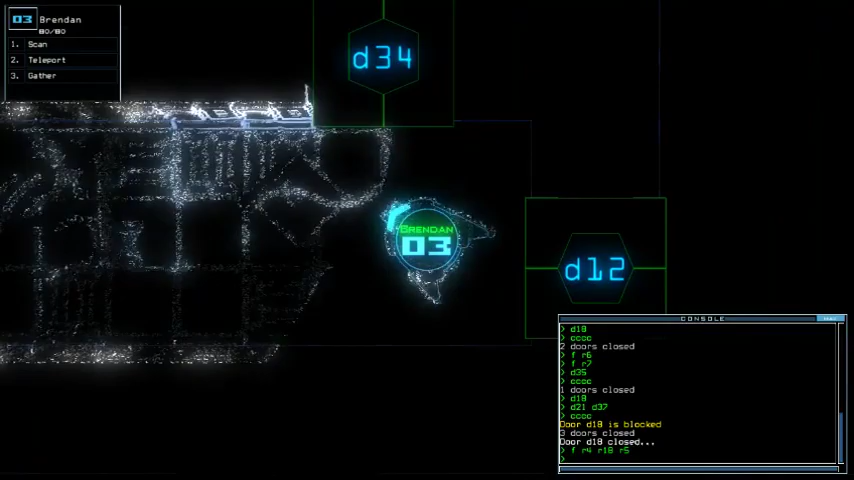 03 Brendan
80/80
1. Scan
2. Teleport
3. Gather
d34
BRENDAN
03
d12
CONSOLE
> d18
> cccc
2 doors closed
> f r6
> f r7
> d35
> cccc
1 doors closed
> d18
> d21 d37
> cccc
Door d18 is blocked
3 doors closed
Door d18 closed...
> f r4 r18 r5
>